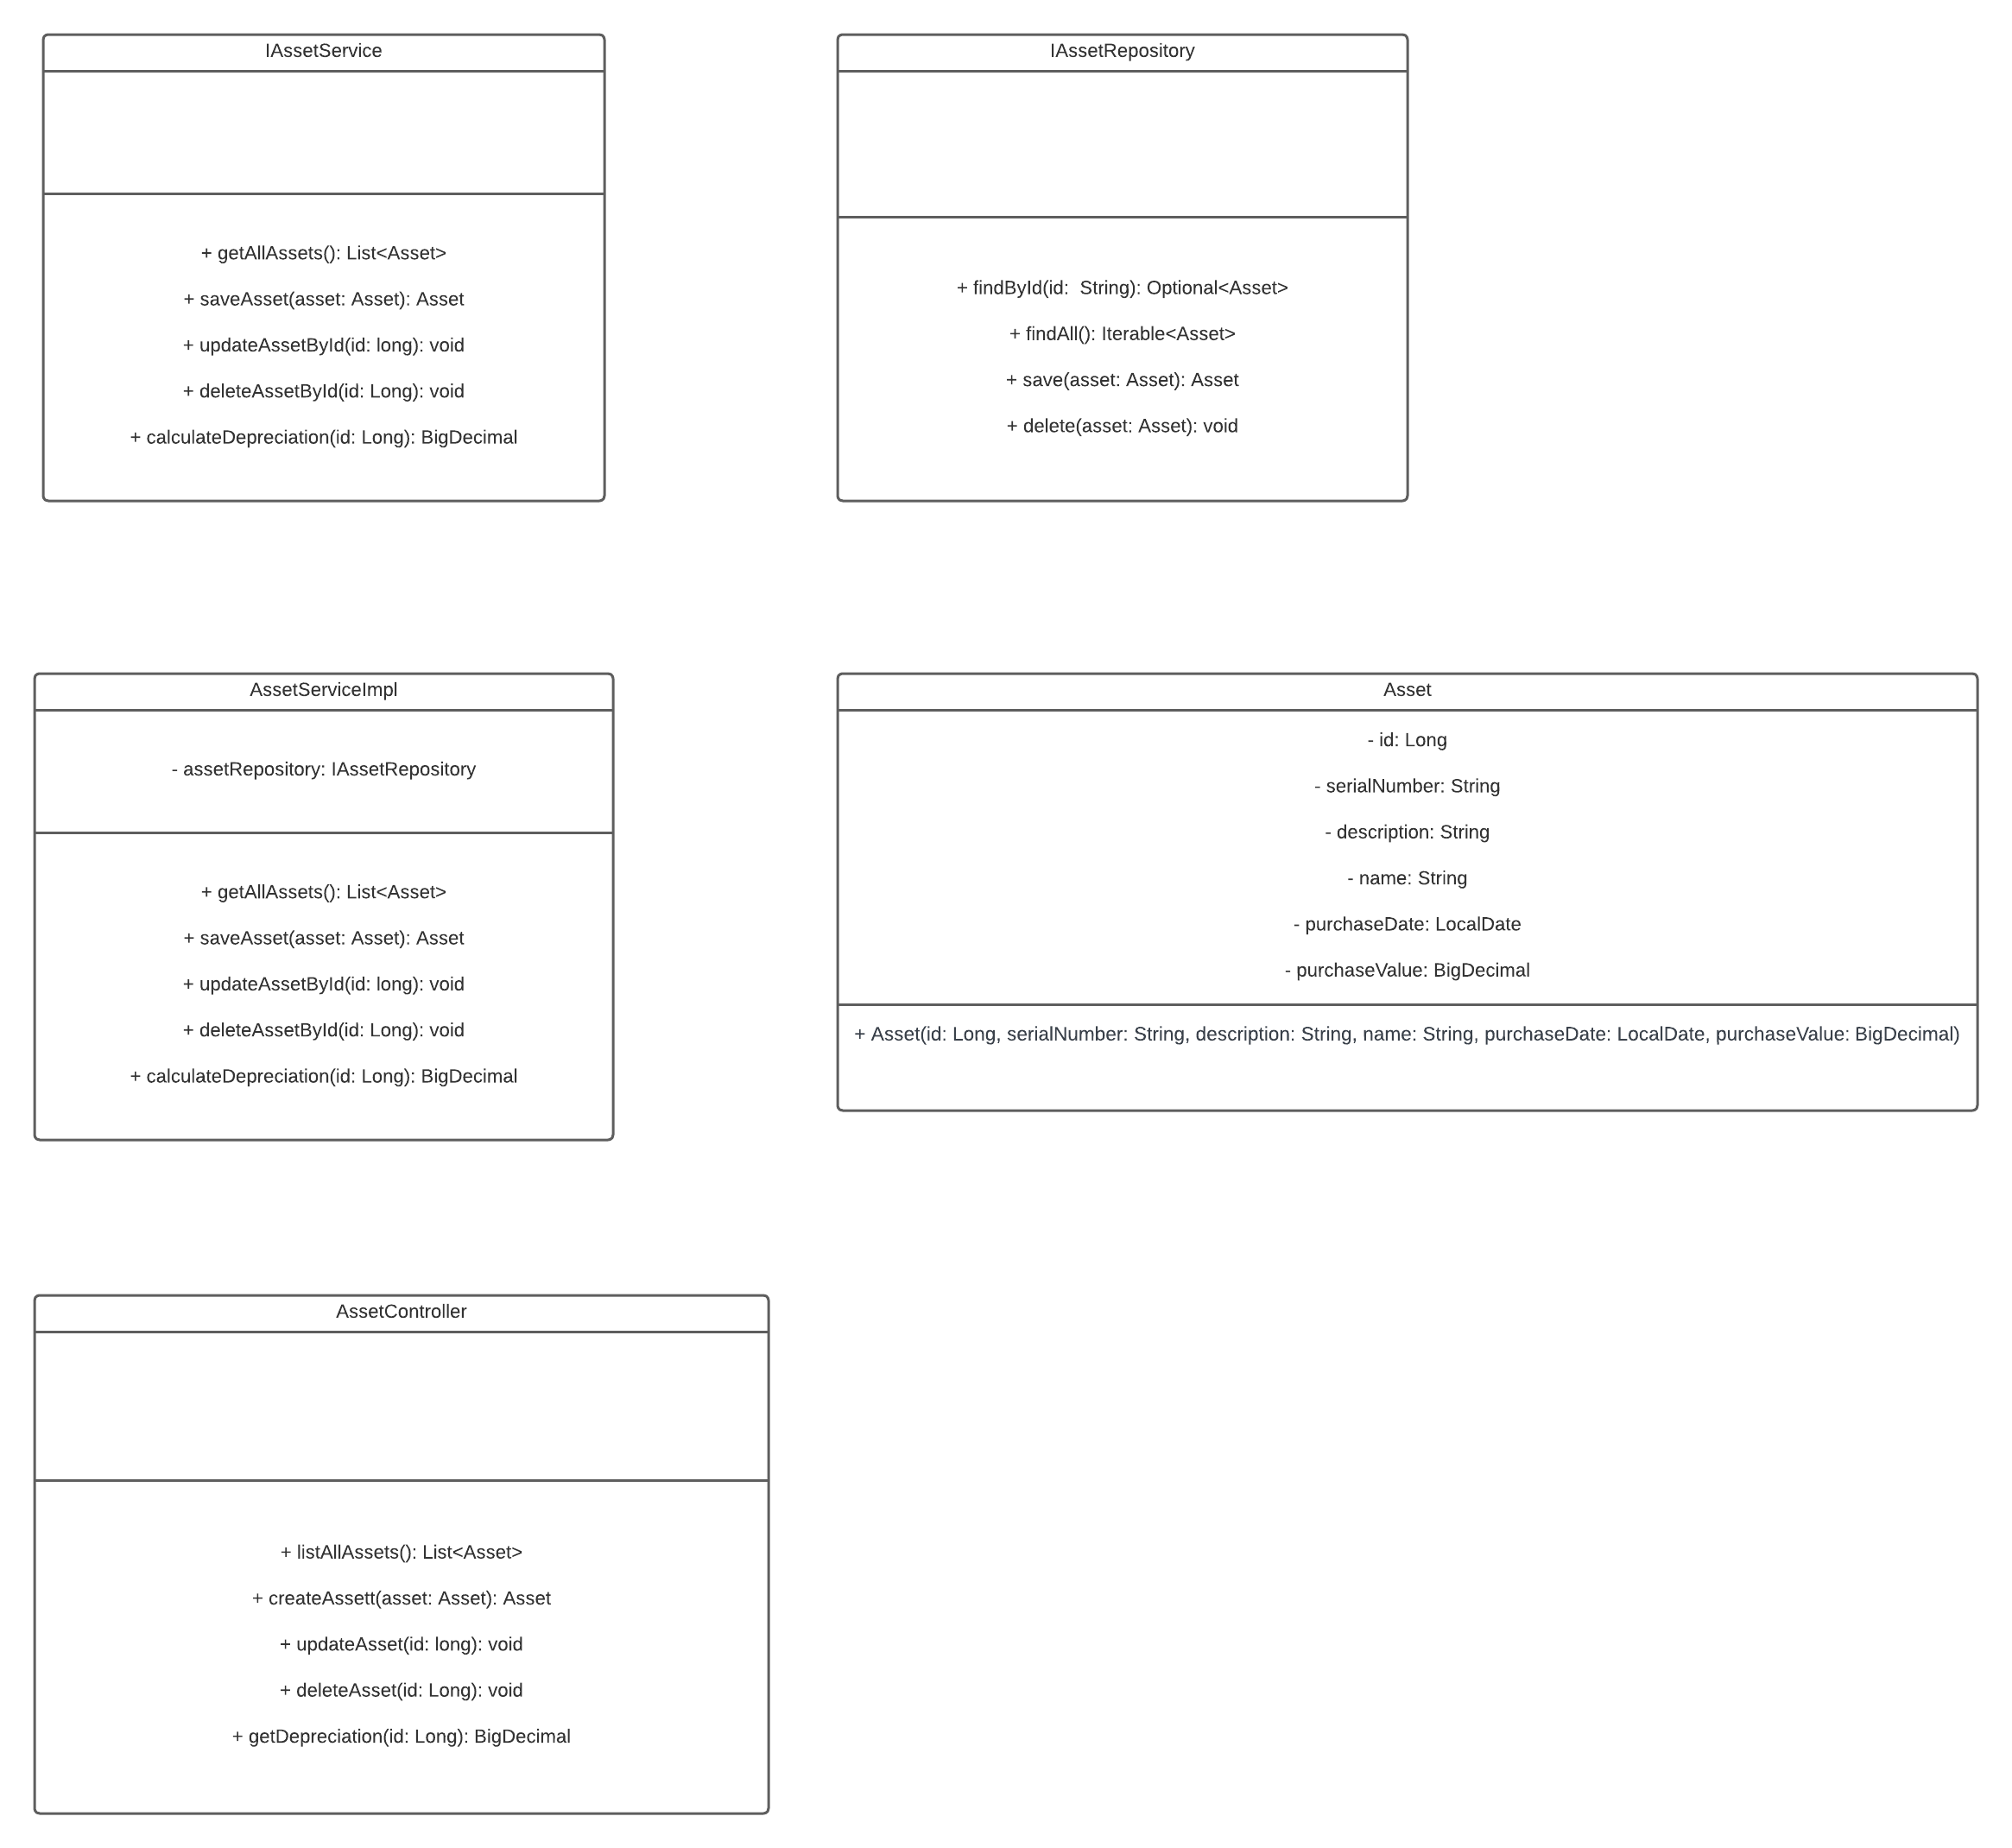 IAssetService
+ getAllAssets(): List<Asset>
+ saveAsset(asset: Asset): Asset
+ updateAssetById(id: long): void
+ deleteAssetById(id: Long): void
+ calculateDepreciation(id: Long): BigDecimal
IAssetRepository
+ findById(id:  String): Optional<Asset>
+ findAll(): Iterable<Asset>
+ save(asset: Asset): Asset
+ delete(asset: Asset): void
AssetServiceImpl
- assetRepository: IAssetRepository
+ getAllAssets(): List<Asset>
+ saveAsset(asset: Asset): Asset
+ updateAssetById(id: long): void
+ deleteAssetById(id: Long): void
+ calculateDepreciation(id: Long): BigDecimal
Asset
- id: Long
- serialNumber: String
- description: String
- name: String
- purchaseDate: LocalDate
- purchaseValue: BigDecimal
+ Asset(id: Long, serialNumber: String, description: String, name: String, purchaseDate: LocalDate, purchaseValue: BigDecimal)
AssetController
+ listAllAssets(): List<Asset>
+ createAssett(asset: Asset): Asset
+ updateAsset(id: long): void
+ deleteAsset(id: Long): void
+ getDepreciation(id: Long): BigDecimal